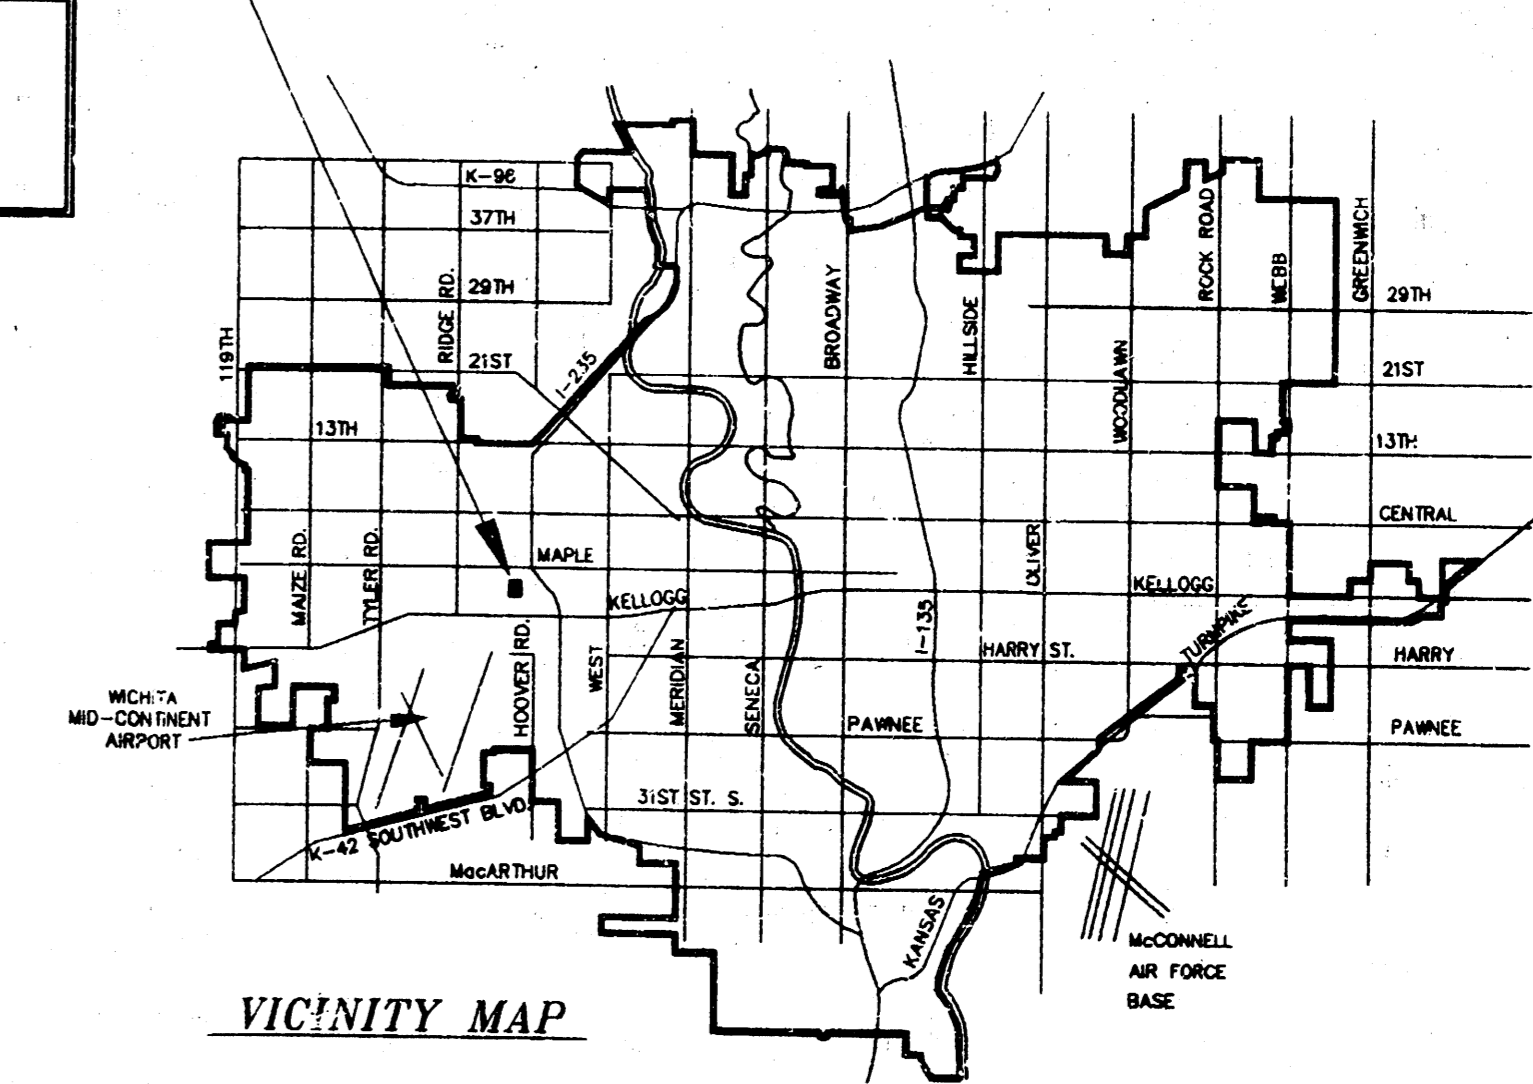 K-96
37TH
29TH
RIDGE RD.
21ST
119TH
I-235
13TH
BROADWAY
HILLSIDE
WOODLAWN
ROCK ROAD
WEBB
GREENWICH
29TH
21ST
13TH
CENTRAL
MAIZE RD.
TYLER RD.
MAPLE
KELLOGG
OLIVER
KELLOGG
I-135
HOOVER RD.
WEST
MERIDIAN
SENECA
HARRY ST.
TURNPIKE
HARRY
WICHITA
MID-CONTINENT
AIRPORT
PAWNEE
PAWNEE
31ST ST. S.
K-42 SOUTHWEST BLVD.
MacARTHUR
KANSAS
McCONNELL
AIR FORCE
BASE
VICINITY MAP